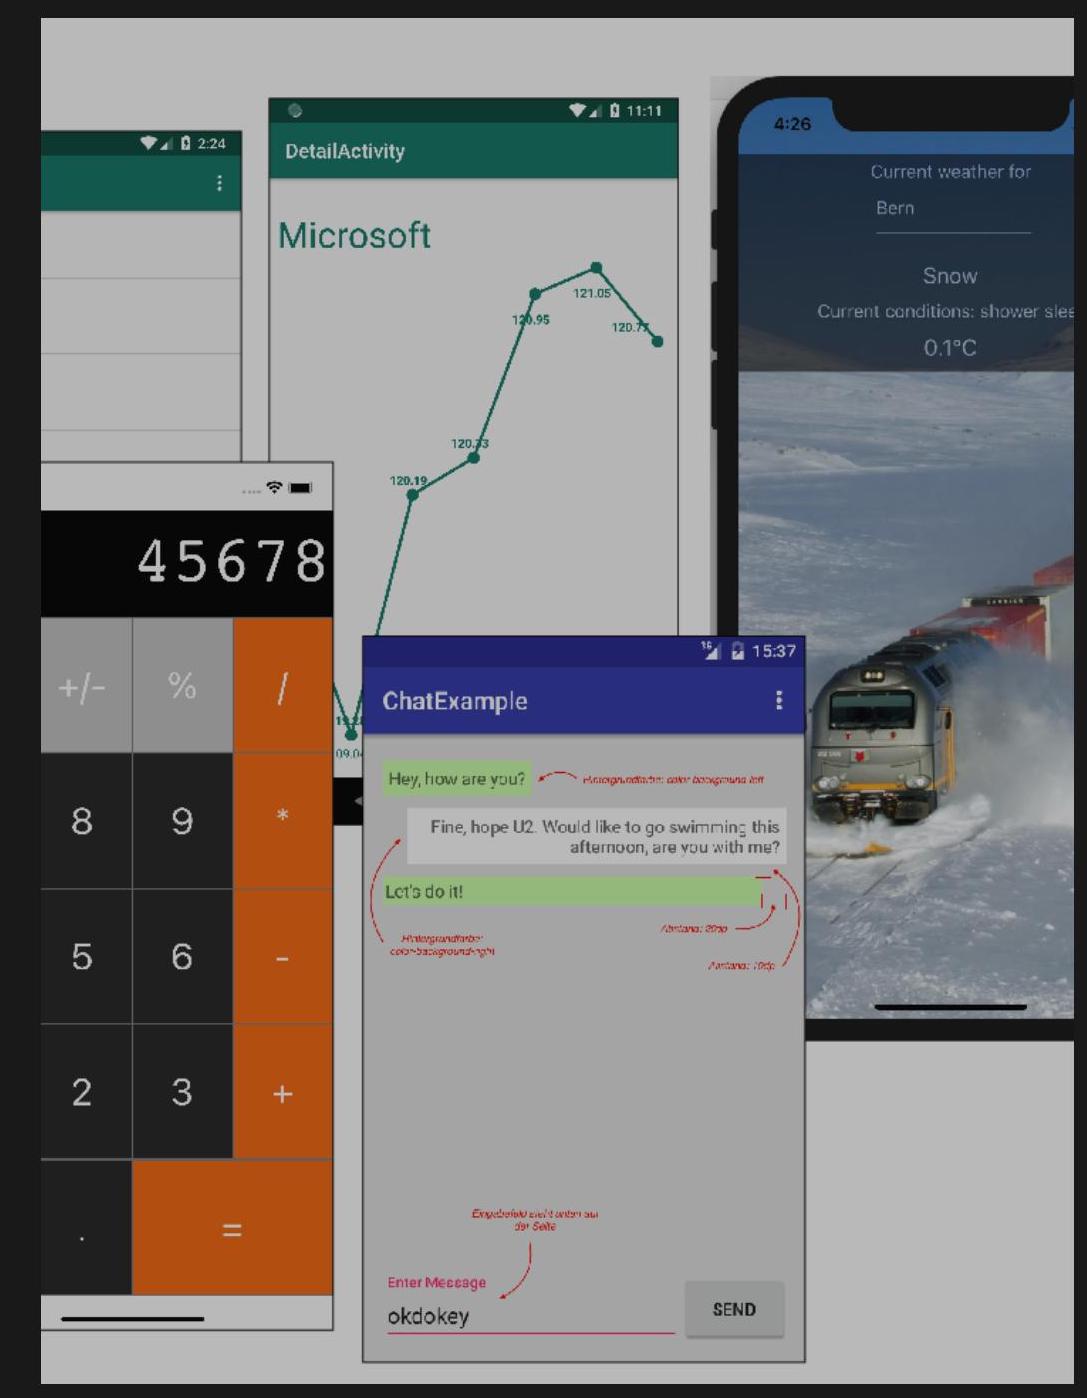 2:24
11:11
DetailActivity
Microsoft
121.05
120.95
120.77
120.33
120.19
09.04
4:26
Current weather for
Bern
Snow
Current conditions: shower slee
0.1°C
45678
+/-
%
/
8
9
*
5
6
-
2
3
+
.
=
15:37
ChatExample
Hey, how are you?
Hintergrundfarbe: color-background-left
Fine, hope U2. Would like to go swimming this
afternoon, are you with me?
Let's do it!
Hintergrundfarbe:
color-background-right
Abstand: 20dp
Abstand: 10dp
Eingabefeld steht unten auf
der Seite
Enter Message
okdokey
SEND